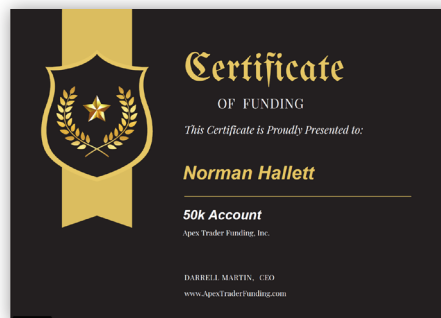 Certificate
OF FUNDING
This Certificate is Proudly Presented to:
Norman Hallett
50k Account
Apex Trader Funding, Inc.
DARRELL MARTIN, CEO
www.ApexTraderFunding.com